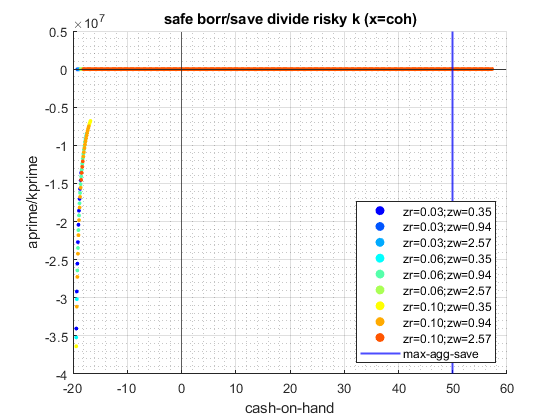 safe borr/save divide risky k (x=coh)
×10^7
0.5
0
-0.5
-1
-1.5
-2
-2.5
-3
-3.5
-4
aprime/kprime
zr=0.03;zw=0.35
zr=0.03;zw=0.94
zr=0.03;zw=2.57
zr=0.06;zw=0.35
zr=0.06;zw=0.94
zr=0.06;zw=2.57
zr=0.10;zw=0.35
zr=0.10;zw=0.94
zr=0.10;zw=2.57
max-agg-save
-20 -10 0 10 20 30 40 50 60
cash-on-hand